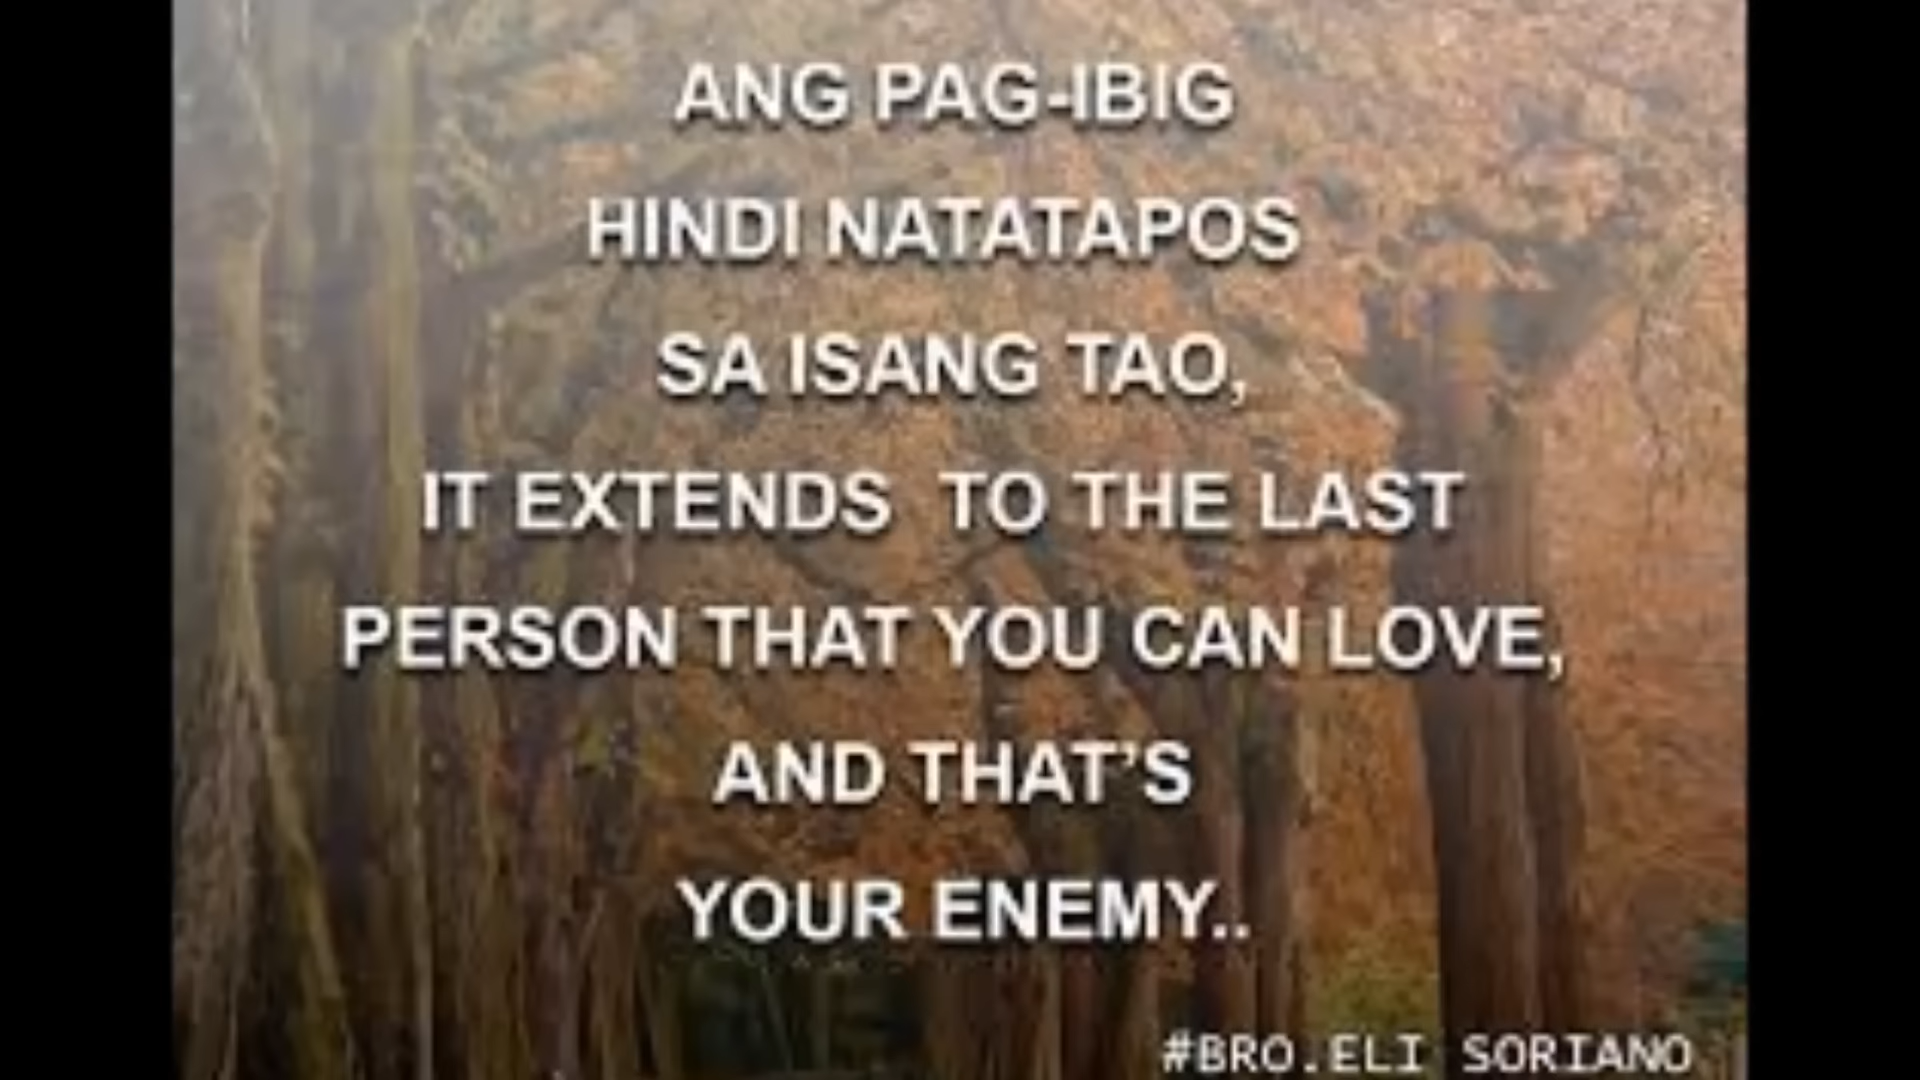 ANG PAG-IBIG
HINDI NATATAPOS
SA ISANG TAO,
IT EXTENDS TO THE LAST
PERSON THAT YOU CAN LOVE,
AND THAT'S
YOUR ENEMY..
#BRO.ELI SORIANO